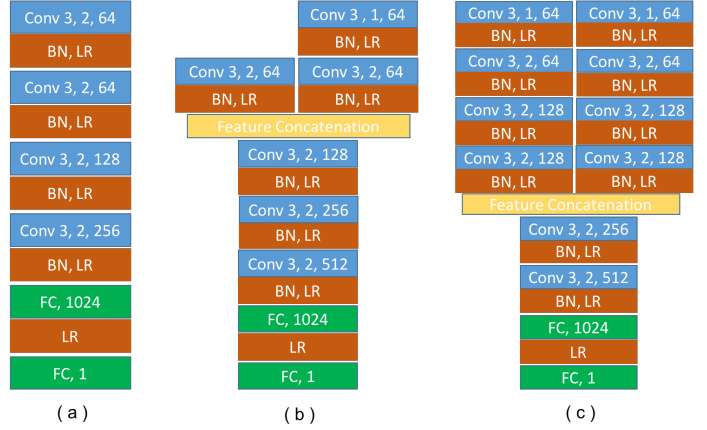 Conv 3, 2, 64
BN, LR
Conv 3, 2, 64
BN, LR
Conv 3, 2, 128
BN, LR
Conv 3, 2, 256
BN, LR
FC, 1024
LR
FC, 1
( a )
Conv 3 , 1, 64
BN, LR
Conv 3, 2, 64
Conv 3, 2, 64
BN, LR
BN, LR
Feature Concatenation
Conv 3, 2, 128
BN, LR
Conv 3, 2, 256
BN, LR
Conv 3, 2, 512
BN, LR
FC, 1024
LR
FC, 1
( b )
Conv 3, 1, 64
Conv 3, 1, 64
BN, LR
BN, LR
Conv 3, 2, 64
Conv 3, 2, 64
BN, LR
BN, LR
Conv 3, 2, 128
Conv 3, 2, 128
BN, LR
BN, LR
Conv 3, 2, 128
Conv 3, 2, 128
BN, LR
BN, LR
Feature Concatenation
Conv 3, 2, 256
BN, LR
Conv 3, 2, 512
BN, LR
FC, 1024
LR
FC, 1
( c )